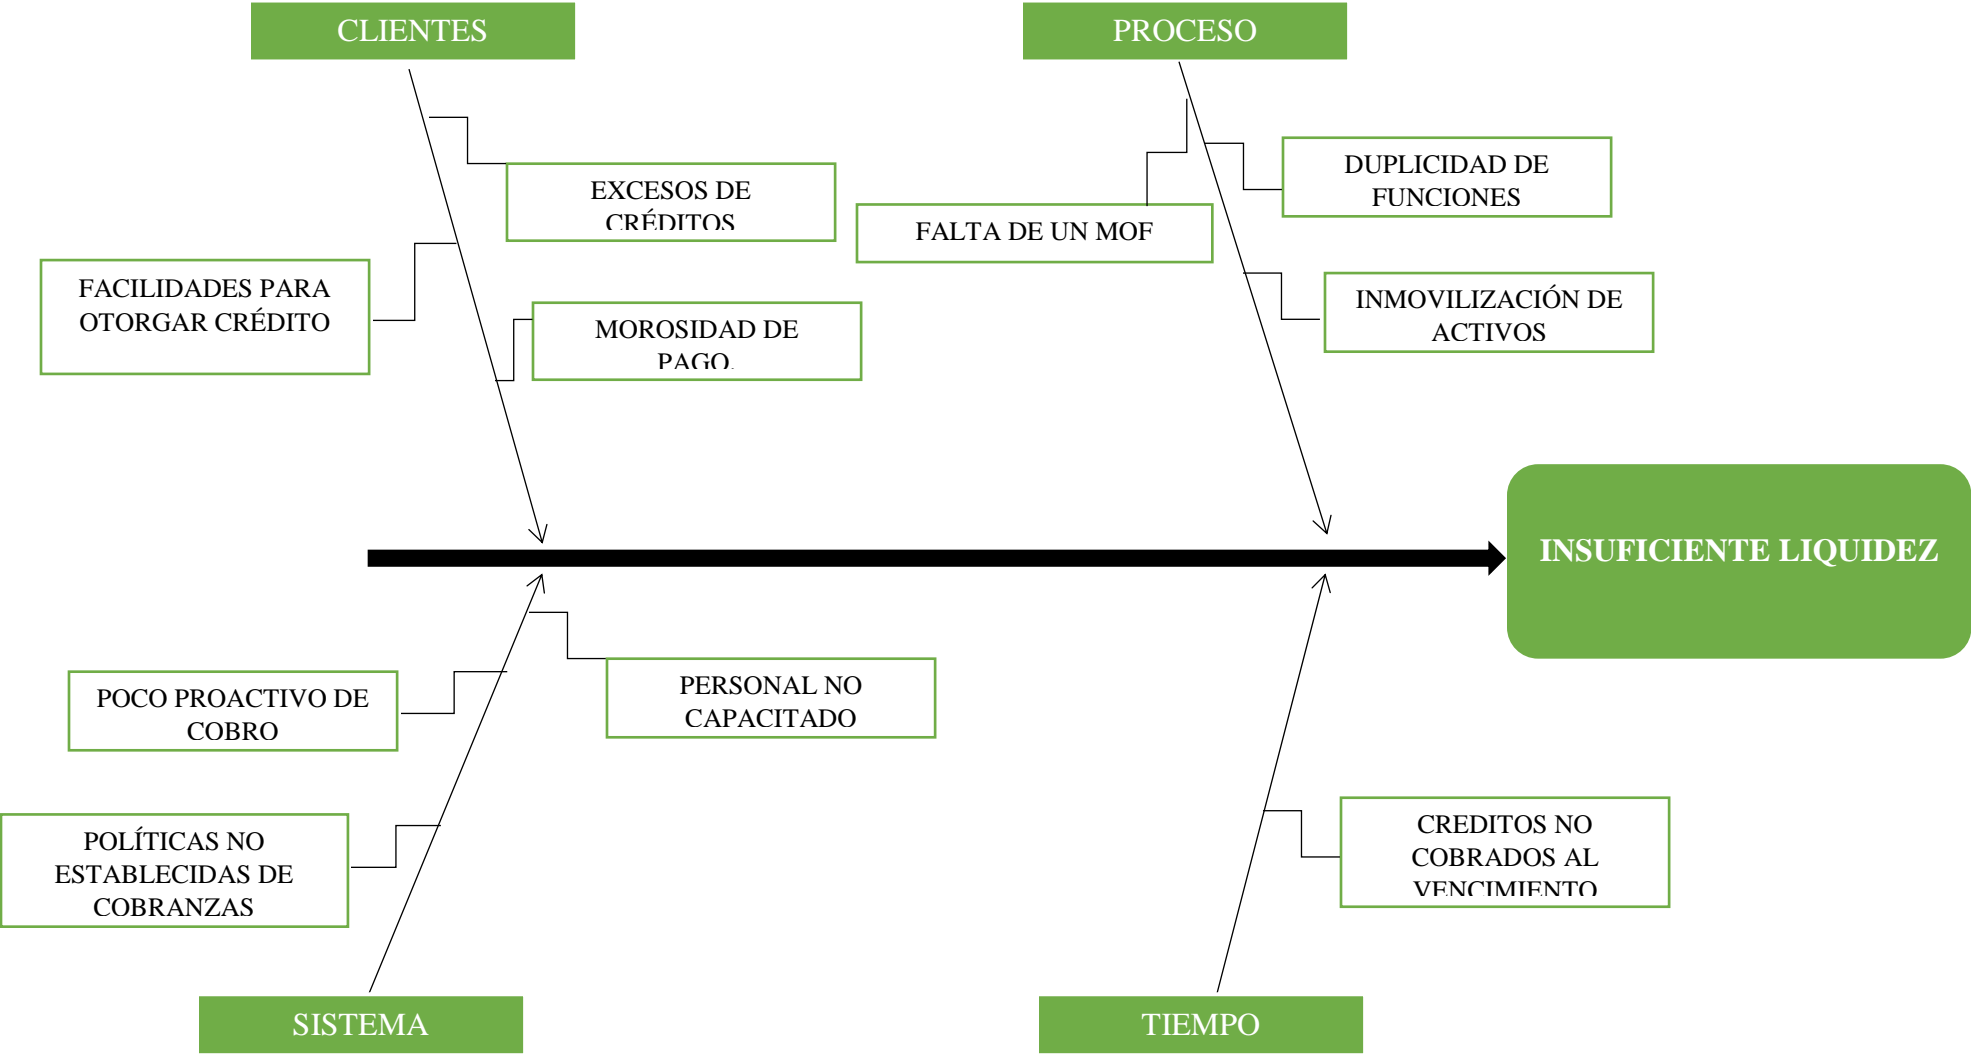 CLIENTES
PROCESO
EXCESOS DE
CRÉDITOS
FACILIDADES PARA
OTORGAR CRÉDITO
MOROSIDAD DE
PAGO.
DUPLICIDAD DE
FUNCIONES
FALTA DE UN MOF
INMOVILIZACIÓN DE
ACTIVOS
INSUFICIENTE LIQUIDEZ
POCO PROACTIVO DE
COBRO
PERSONAL NO
CAPACITADO
POLÍTICAS NO
ESTABLECIDAS DE
COBRANZAS
CREDITOS NO
COBRADOS AL
VENCIMIENTO
SISTEMA
TIEMPO